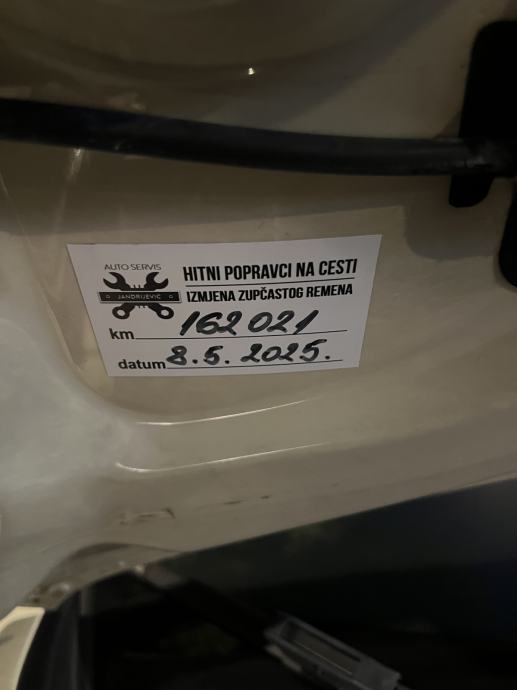 AUTO SERVIS
JANDRIJEVIĆ
HITNI POPRAVCI NA CESTI
IZMJENA ZUPČASTOG REMENA
km 162021
datum 8.5.2025.